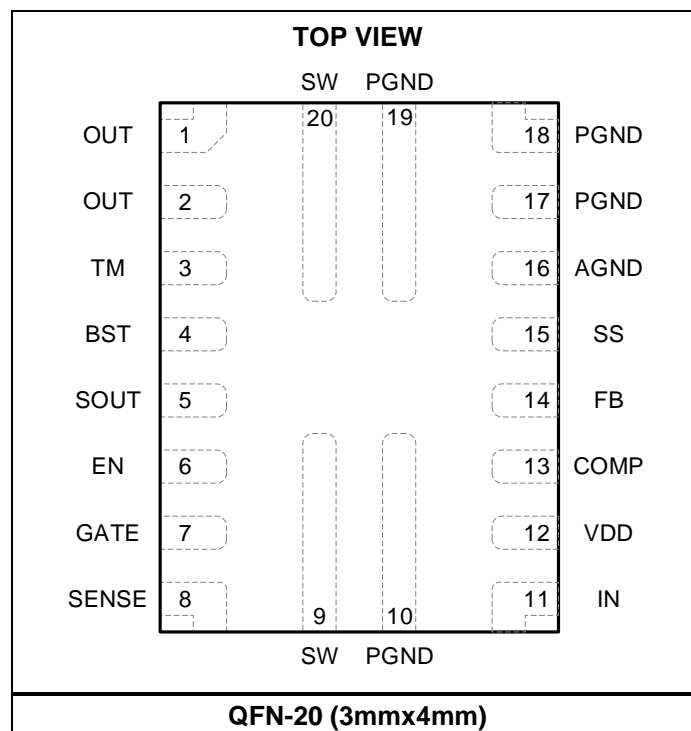 TOP VIEW
SW PGND
20 19
OUT 1 18 PGND
OUT 2 17 PGND
TM 3 16 AGND
BST 4 15 SS
SOUT 5 14 FB
EN 6 13 COMP
GATE 7 12 VDD
SENSE 8 11 IN
9 10
SW PGND
QFN-20 (3mmx4mm)